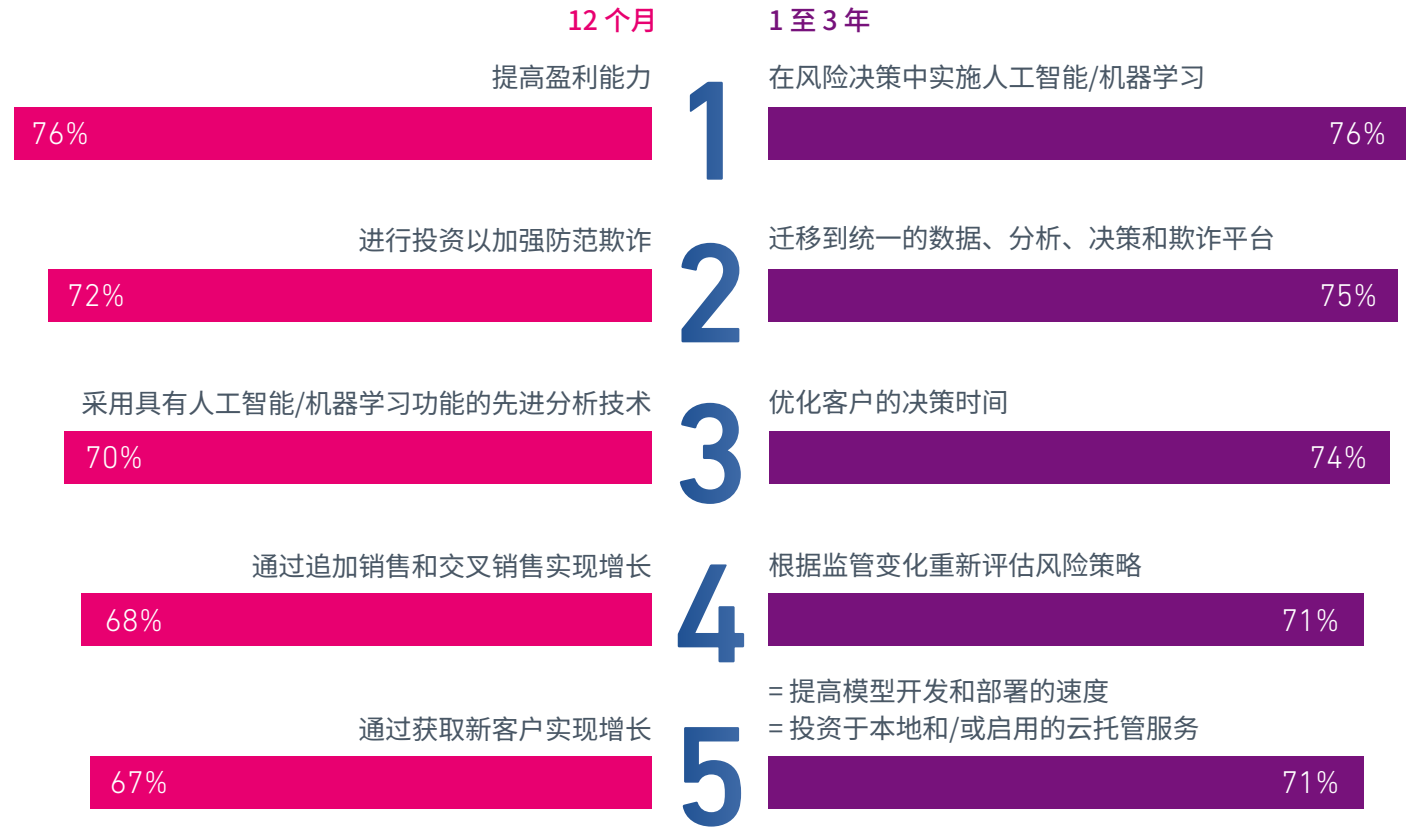 12 个月
1 至 3 年
提高盈利能力
1
在风险决策中实施人工智能/机器学习
76%
76%
进行投资以加强防范欺诈
2
迁移到统一的数据、分析、决策和欺诈平台
72%
75%
采用具有人工智能/机器学习功能的先进分析技术
3
优化客户的决策时间
70%
74%
通过追加销售和交叉销售实现增长
4
根据监管变化重新评估风险策略
68%
71%
通过获取新客户实现增长
5
= 提高模型开发和部署的速度
= 投资于本地和/或启用的云托管服务
67%
71%